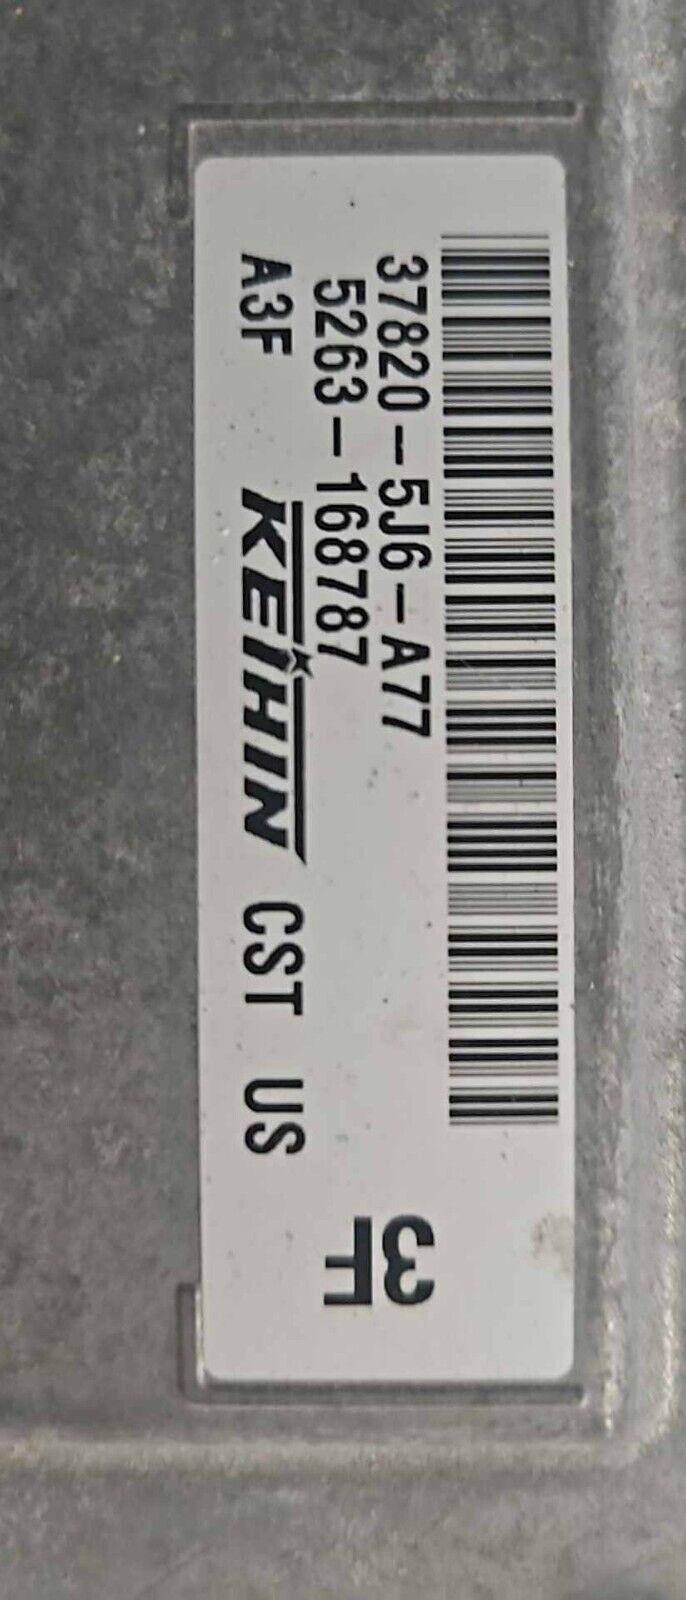 37820-5J6-A77
5263-168787
A3F KEIHIN CST US
3F